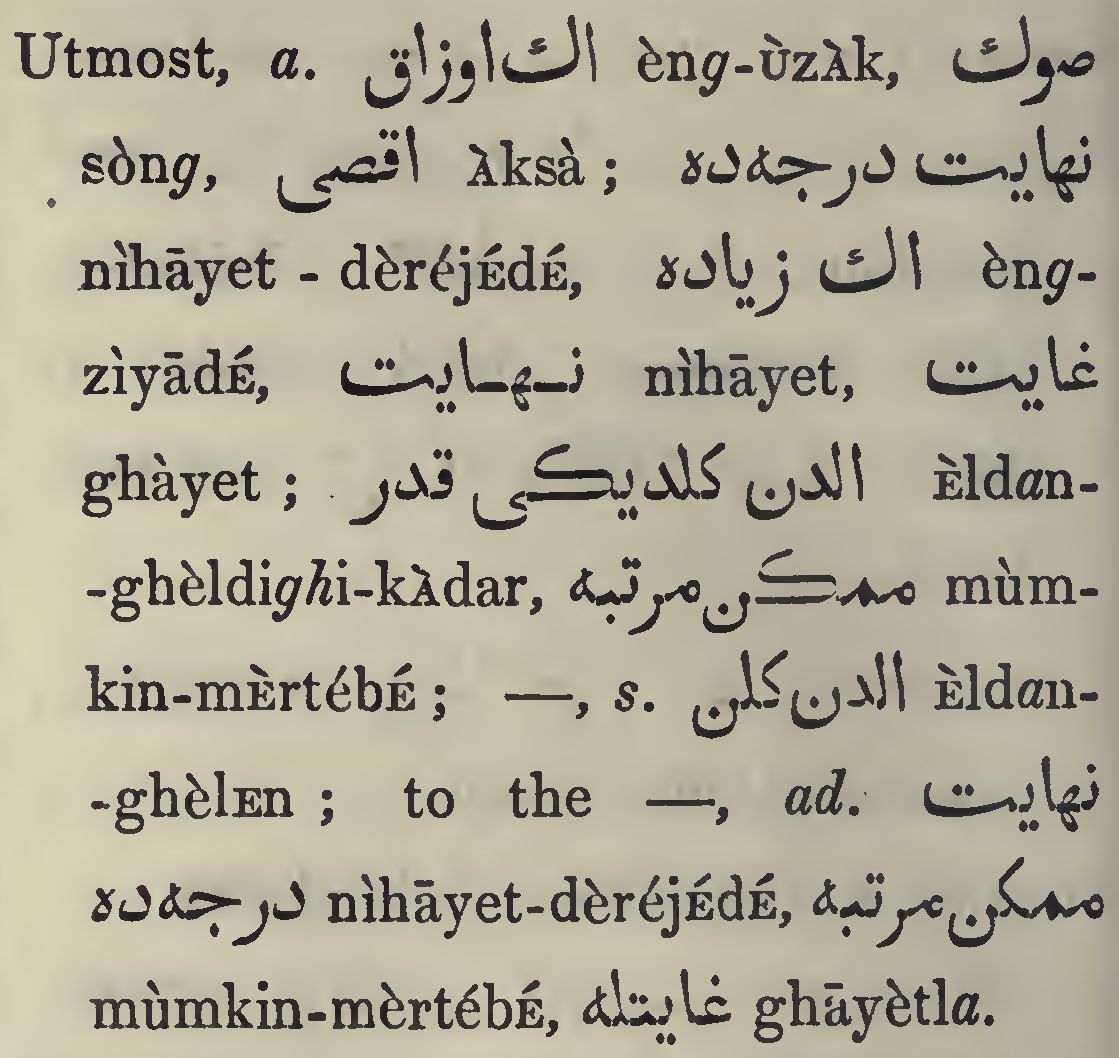 Utmost, a. اك اوزاق èng-ùzàk, صوك
sòng, اقصى àksà ; نهايت درجه ده
nìhāyet - dèréjédé, اك زياده èng-
zìyādé, نـهـايت nìhāyet, غايت
ghàyet ; الدن كلديكى قدر èldan-
-ghèldighi-kàdar, ممكن مرتبه mùm-
kin-mèrtébé ; —, s. الدن كلن èldan-
-ghèlen ; to the —, ad. نهايت
درجه ده nìhāyet-dèréjédé, ممكن مرتبه
mùmkin-mèrtébé, غايتله ghāyètla.